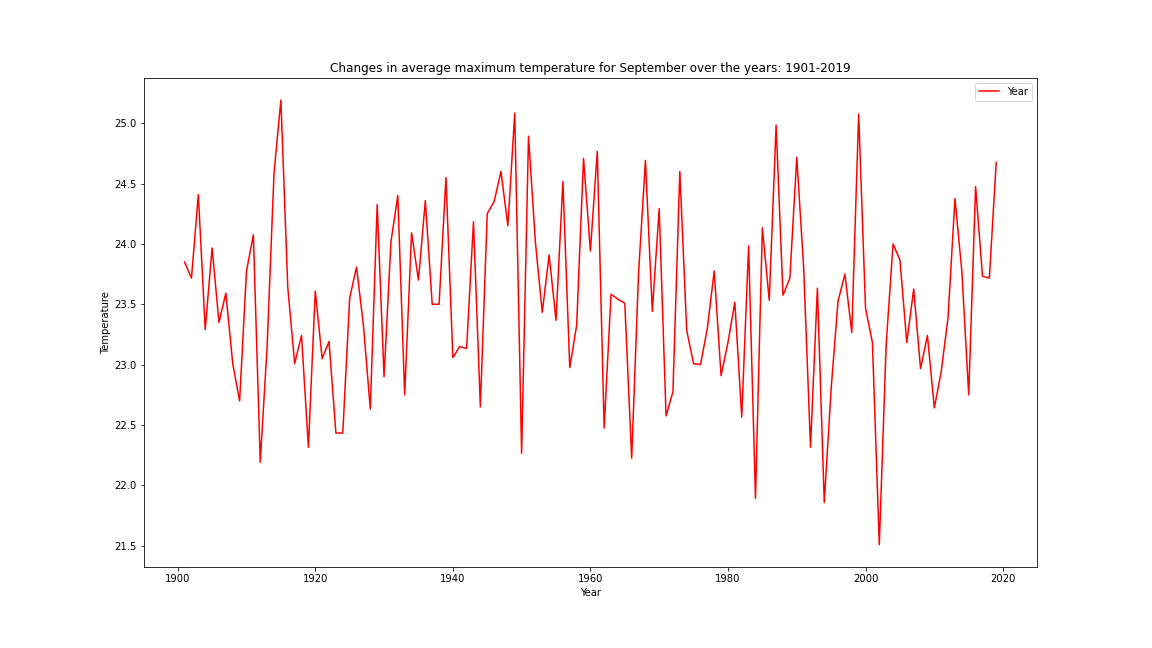 Changes in average maximum temperature for September over the years: 1901-2019
Year
25.0
24.5
24.0
23.5
23.0
22.5
22.0
21.5
Temperature
1900 1920 1940 1960 1980 2000 2020
Year